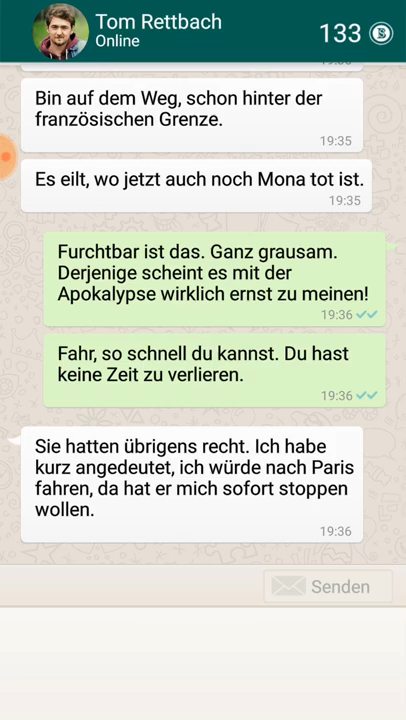 Tom Rettbach
Online
133
Bin auf dem Weg, schon hinter der
französischen Grenze.
19:35
Es eilt, wo jetzt auch noch Mona tot ist.
19:35
Furchtbar ist das. Ganz grausam.
Derjenige scheint es mit der
Apokalypse wirklich ernst zu meinen!
19:36
Fahr, so schnell du kannst. Du hast
keine Zeit zu verlieren.
19:36
Sie hatten übrigens recht. Ich habe
kurz angedeutet, ich würde nach Paris
fahren, da hat er mich sofort stoppen
wollen.
19:36
Senden